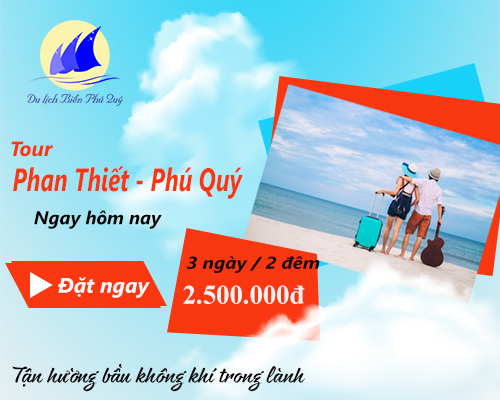 Du lịch Biển Phú Quý
Tour
Phan Thiết - Phú Quý
Ngay hôm nay
3 ngày / 2 đêm
Đặt ngay
2.500.000đ
Tận hưởng bầu không khí trong lành